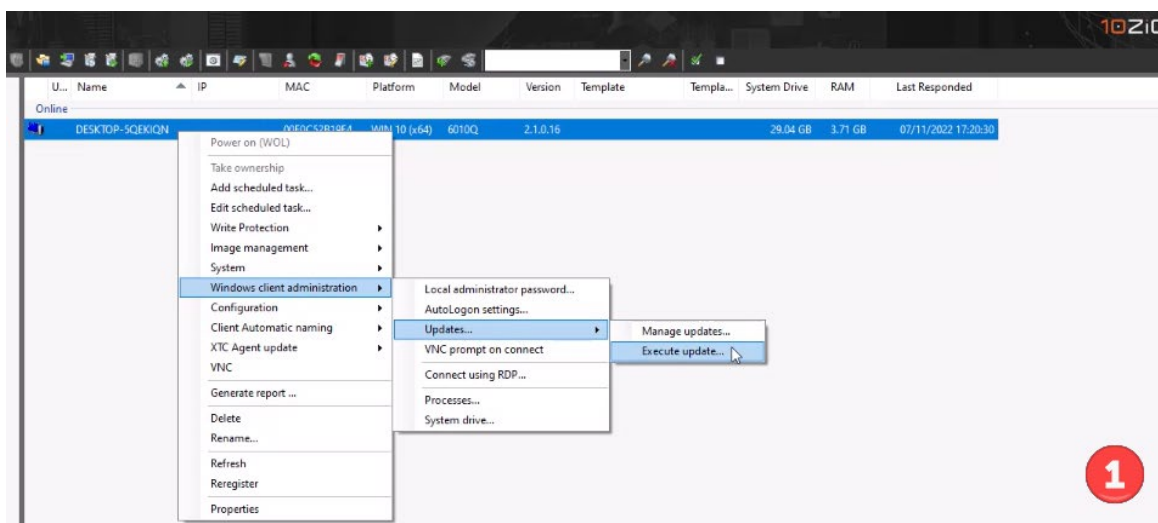 10ZiG
U... Name IP MAC Platform Model Version Template Templa... System Drive RAM Last Responded
Online
DESKTOP-5QEKIQN 00E0C52B19E4 WIN 10 (x64) 6010Q 2.1.0.16 29.04 GB 3.71 GB 07/11/2022 17:20:30
Power on (WOL)
Take ownership
Add scheduled task...
Edit scheduled task...
Write Protection
Image management
System
Windows client administration
Configuration
Client Automatic naming
XTC Agent update
VNC
Generate report ...
Delete
Rename...
Refresh
Reregister
Properties
Local administrator password...
AutoLogon settings...
Updates...
VNC prompt on connect
Connect using RDP...
Processes...
System drive...
Manage updates...
Execute update...
1